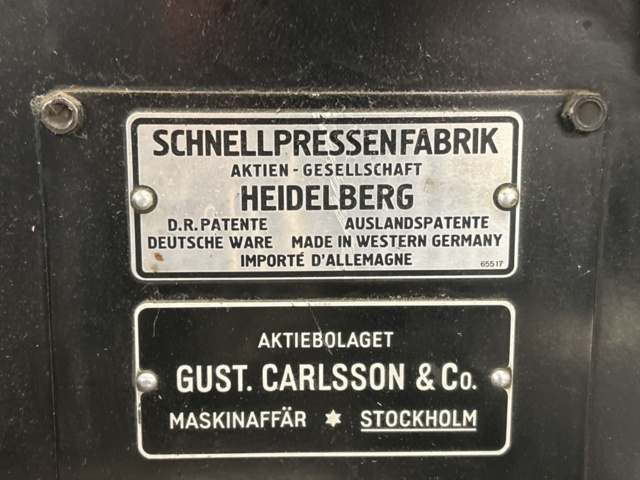 SCHNELLPRESSENFABRIK
AKTIEN - GESELLSCHAFT
HEIDELBERG
D.R. PATENTE AUSLANDSPATENTE
DEUTSCHE WARE MADE IN WESTERN GERMANY
IMPORTÉ D'ALLEMAGNE 65517
AKTIEBOLAGET
GUST. CARLSSON & Co.
MASKINAFFÄR ✶ STOCKHOLM